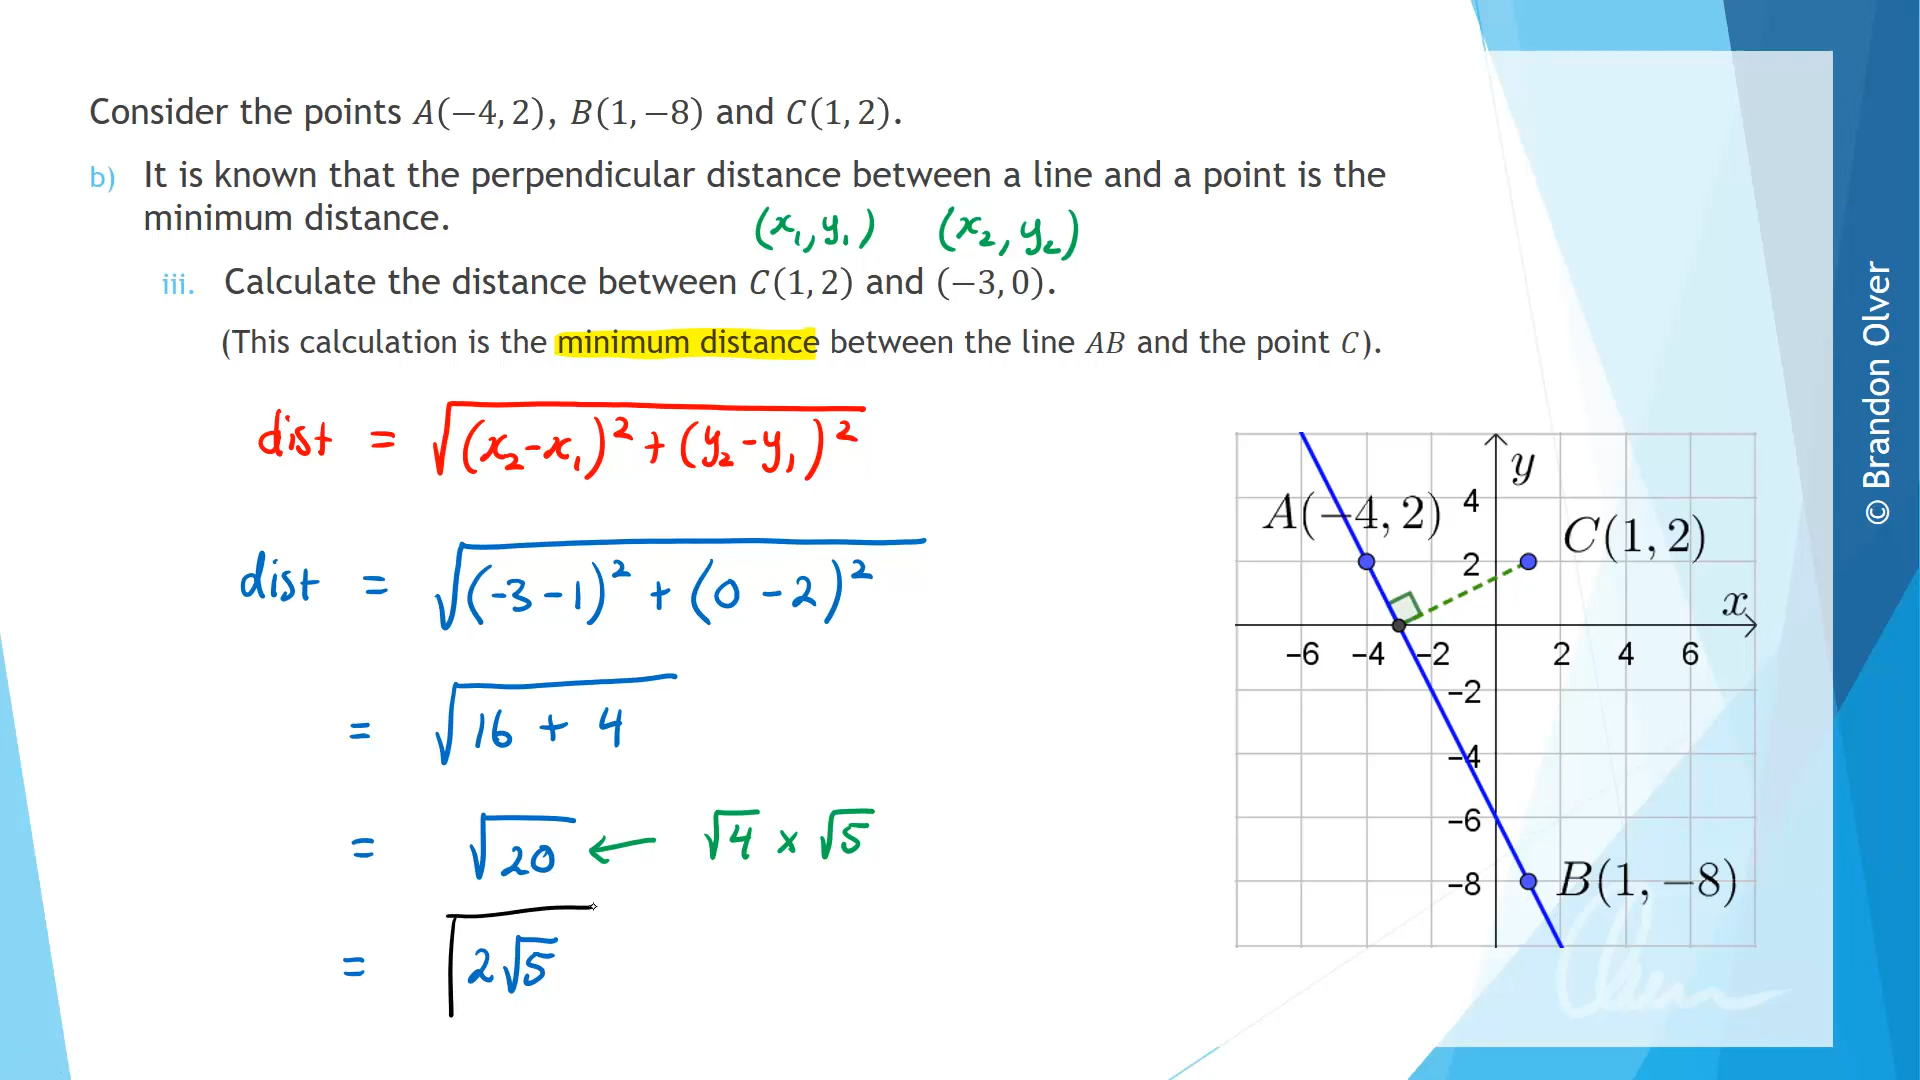 Consider the points A(−4, 2), B(1, −8) and C(1, 2).
b) It is known that the perpendicular distance between a line and a point is the
minimum distance.
(x₁, y₁) (x₂, y₂)
iii. Calculate the distance between C(1, 2) and (−3, 0).
(This calculation is the minimum distance between the line AB and the point C).
dist = √((x₂-x₁)² + (y₂-y₁)²)
dist = √((-3-1)² + (0-2)²)
= √(16 + 4)
= √20 ← √4 × √5
= 2√5
y
A(−4, 2) 4
C(1, 2)
2
x
−6 −4 −2 2 4 6
−2
−4
−6
−8 B(1, −8)
© Brandon Olver